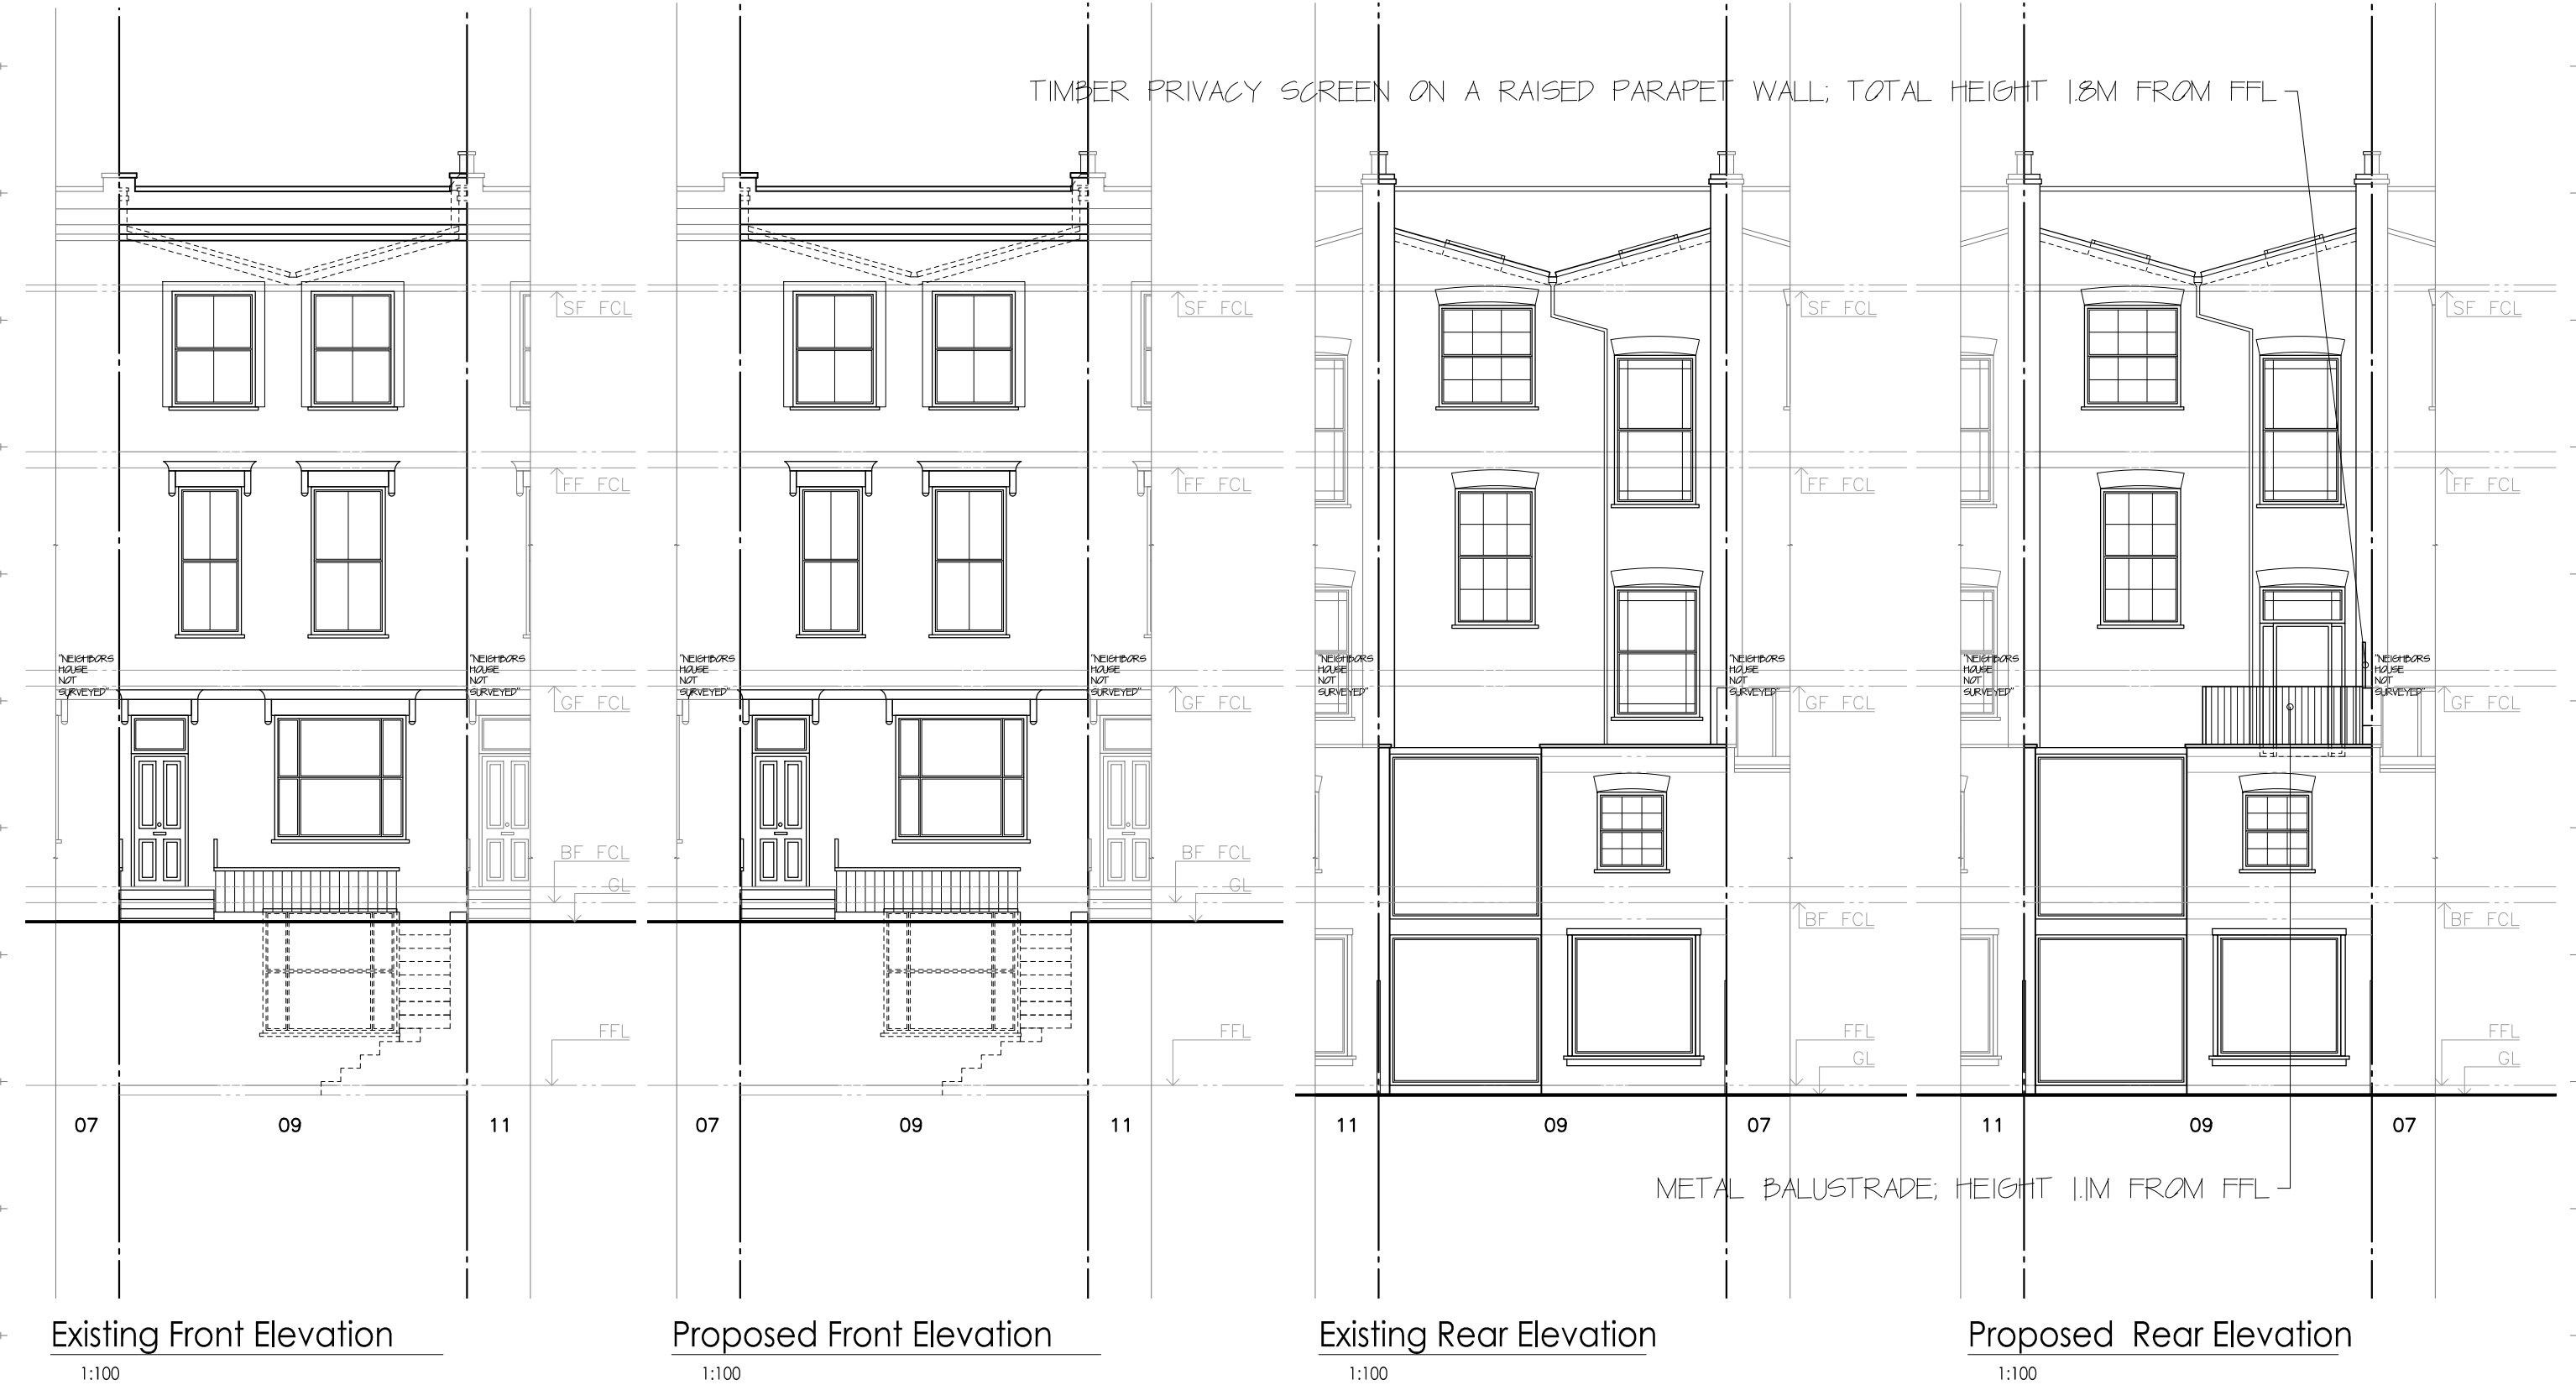 TIMBER PRIVACY SCREEN ON A RAISED PARAPET WALL; TOTAL HEIGHT 1.8M FROM FFL
SF FCL
SF FCL
SF FCL
SF FCL
FF FCL
FF FCL
FF FCL
FF FCL
"NEIGHBORS
HOUSE
NOT
SURVEYED"
"NEIGHBORS
HOUSE
NOT
SURVEYED"
"NEIGHBORS
HOUSE
NOT
SURVEYED"
"NEIGHBORS
HOUSE
NOT
SURVEYED"
"NEIGHBORS
HOUSE
NOT
SURVEYED"
"NEIGHBORS
HOUSE
NOT
SURVEYED"
"NEIGHBORS
HOUSE
NOT
SURVEYED"
"NEIGHBORS
HOUSE
NOT
SURVEYED"
GF FCL
GF FCL
GF FCL
GF FCL
BF FCL
GL
BF FCL
GL
BF FCL
BF FCL
FFL
FFL
FFL
GL
FFL
GL
07 09 11
07 09 11
11 09 07
11 09 07
METAL BALUSTRADE; HEIGHT 1.1M FROM FFL
Existing Front Elevation
1:100
Proposed Front Elevation
1:100
Existing Rear Elevation
1:100
Proposed Rear Elevation
1:100